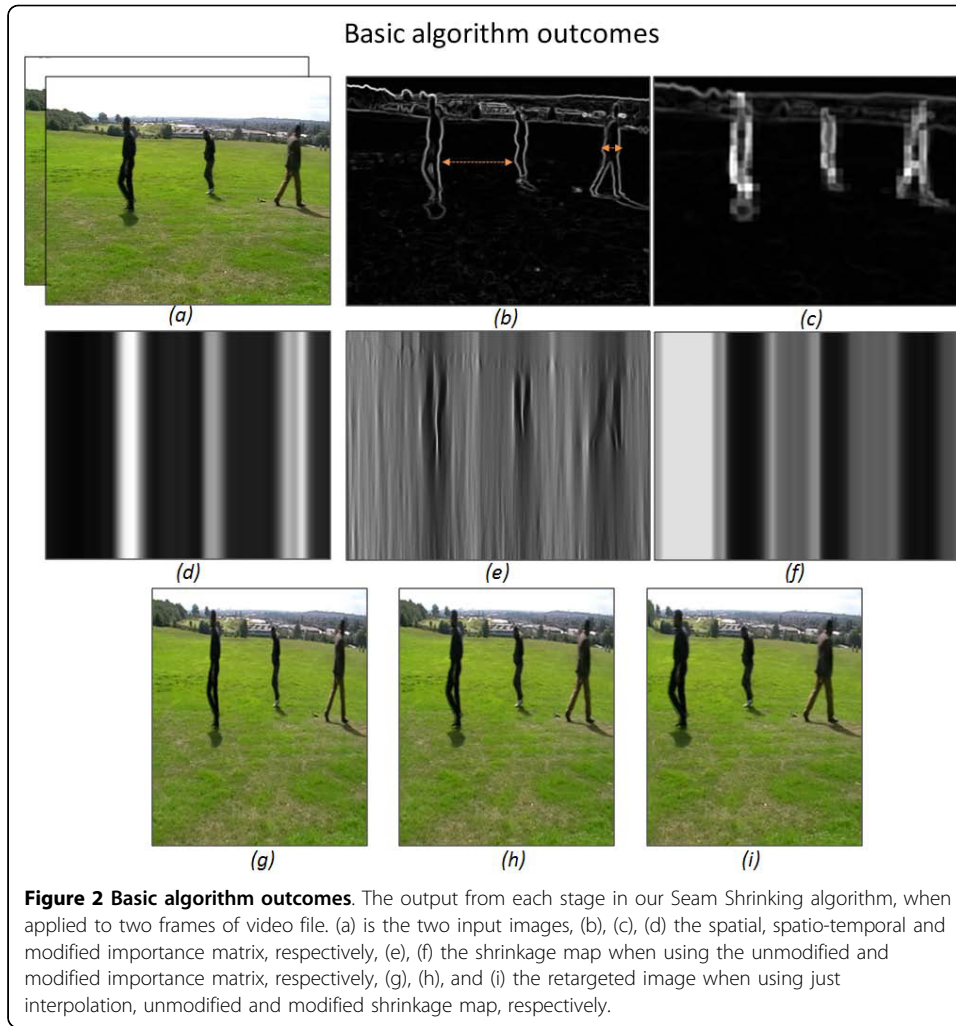 Basic algorithm outcomes
(a)
(b)
(c)
(d)
(e)
(f)
(g)
(h)
(i)
Figure 2 Basic algorithm outcomes. The output from each stage in our Seam Shrinking algorithm, when
applied to two frames of video file. (a) is the two input images, (b), (c), (d) the spatial, spatio-temporal and
modified importance matrix, respectively, (e), (f) the shrinkage map when using the unmodified and
modified importance matrix, respectively, (g), (h), and (i) the retargeted image when using just
interpolation, unmodified and modified shrinkage map, respectively.